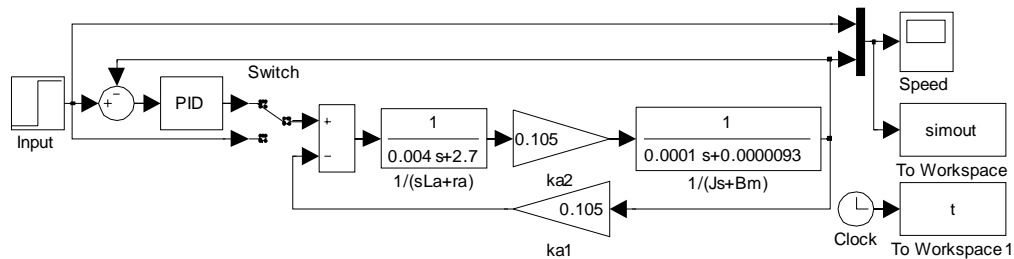 Input
+
−
PID
Switch
+
−
1
0.004 s+2.7
1/(sLa+ra)
0.105
ka2
1
0.0001 s+0.0000093
1/(Js+Bm)
0.105
ka1
Speed
simout
To Workspace
Clock
t
To Workspace 1